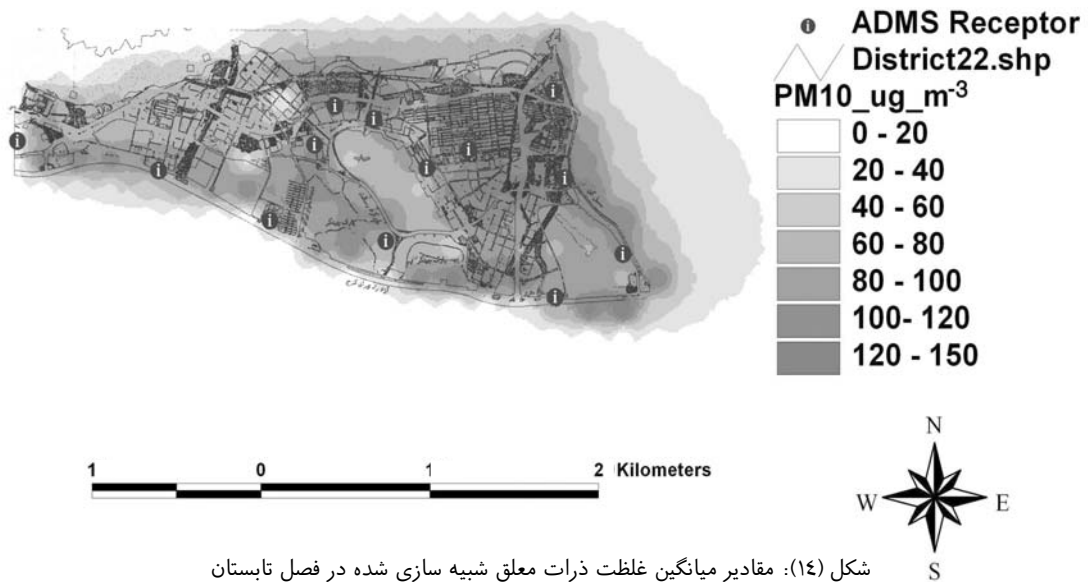 ADMS Receptor
District22.shp
PM10_ug_m-3
0 - 20
20 - 40
40 - 60
60 - 80
80 - 100
100- 120
120 - 150
1 0 1 2 Kilometers
N
W E
S
شکل (١٤): مقادیر میانگین غلظت ذرات معلق شبیه سازی شده در فصل تابستان